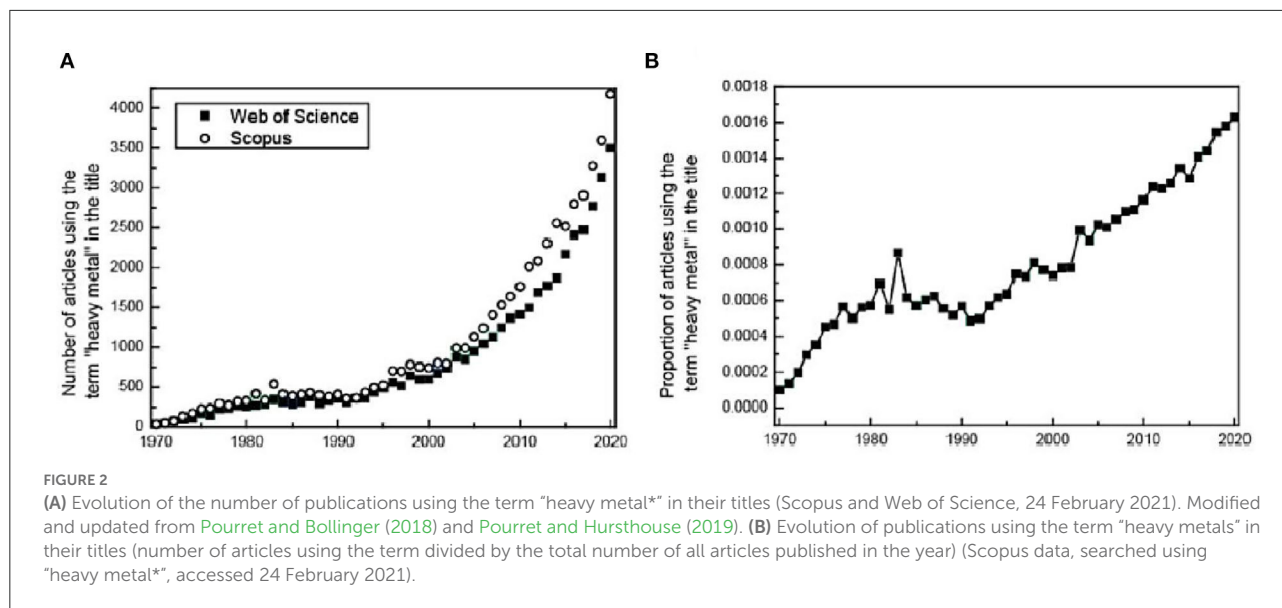 A
Number of articles using the
term "heavy metal" in the title
4000
3500
3000
2500
2000
1500
1000
500
0
Web of Science
Scopus
1970
1980
1990
2000
2010
2020
B
Proportion of articles using the
term "heavy metal" in the title
0.0018
0.0016
0.0014
0.0012
0.0010
0.0008
0.0006
0.0004
0.0002
0.0000
1970
1980
1990
2000
2010
2020
FIGURE 2
(A) Evolution of the number of publications using the term "heavy metal*" in their titles (Scopus and Web of Science, 24 February 2021). Modified
and updated from Pourret and Bollinger (2018) and Pourret and Hursthouse (2019). (B) Evolution of publications using the term "heavy metals" in
their titles (number of articles using the term divided by the total number of all articles published in the year) (Scopus data, searched using
"heavy metal*", accessed 24 February 2021).